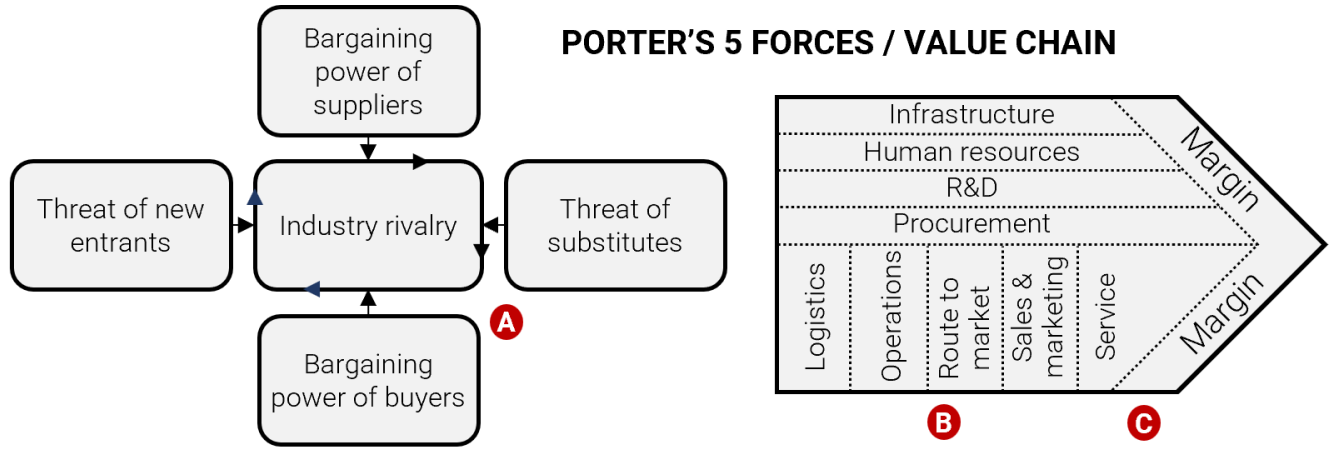 PORTER’S 5 FORCES / VALUE CHAIN
Bargaining
power of
suppliers
Threat of new
entrants
Industry rivalry
Threat of
substitutes
A
Bargaining
power of buyers
Infrastructure
Human resources
R&D
Procurement
Logistics
Operations
Route to
market
Sales &
marketing
Service
Margin
Margin
B
C